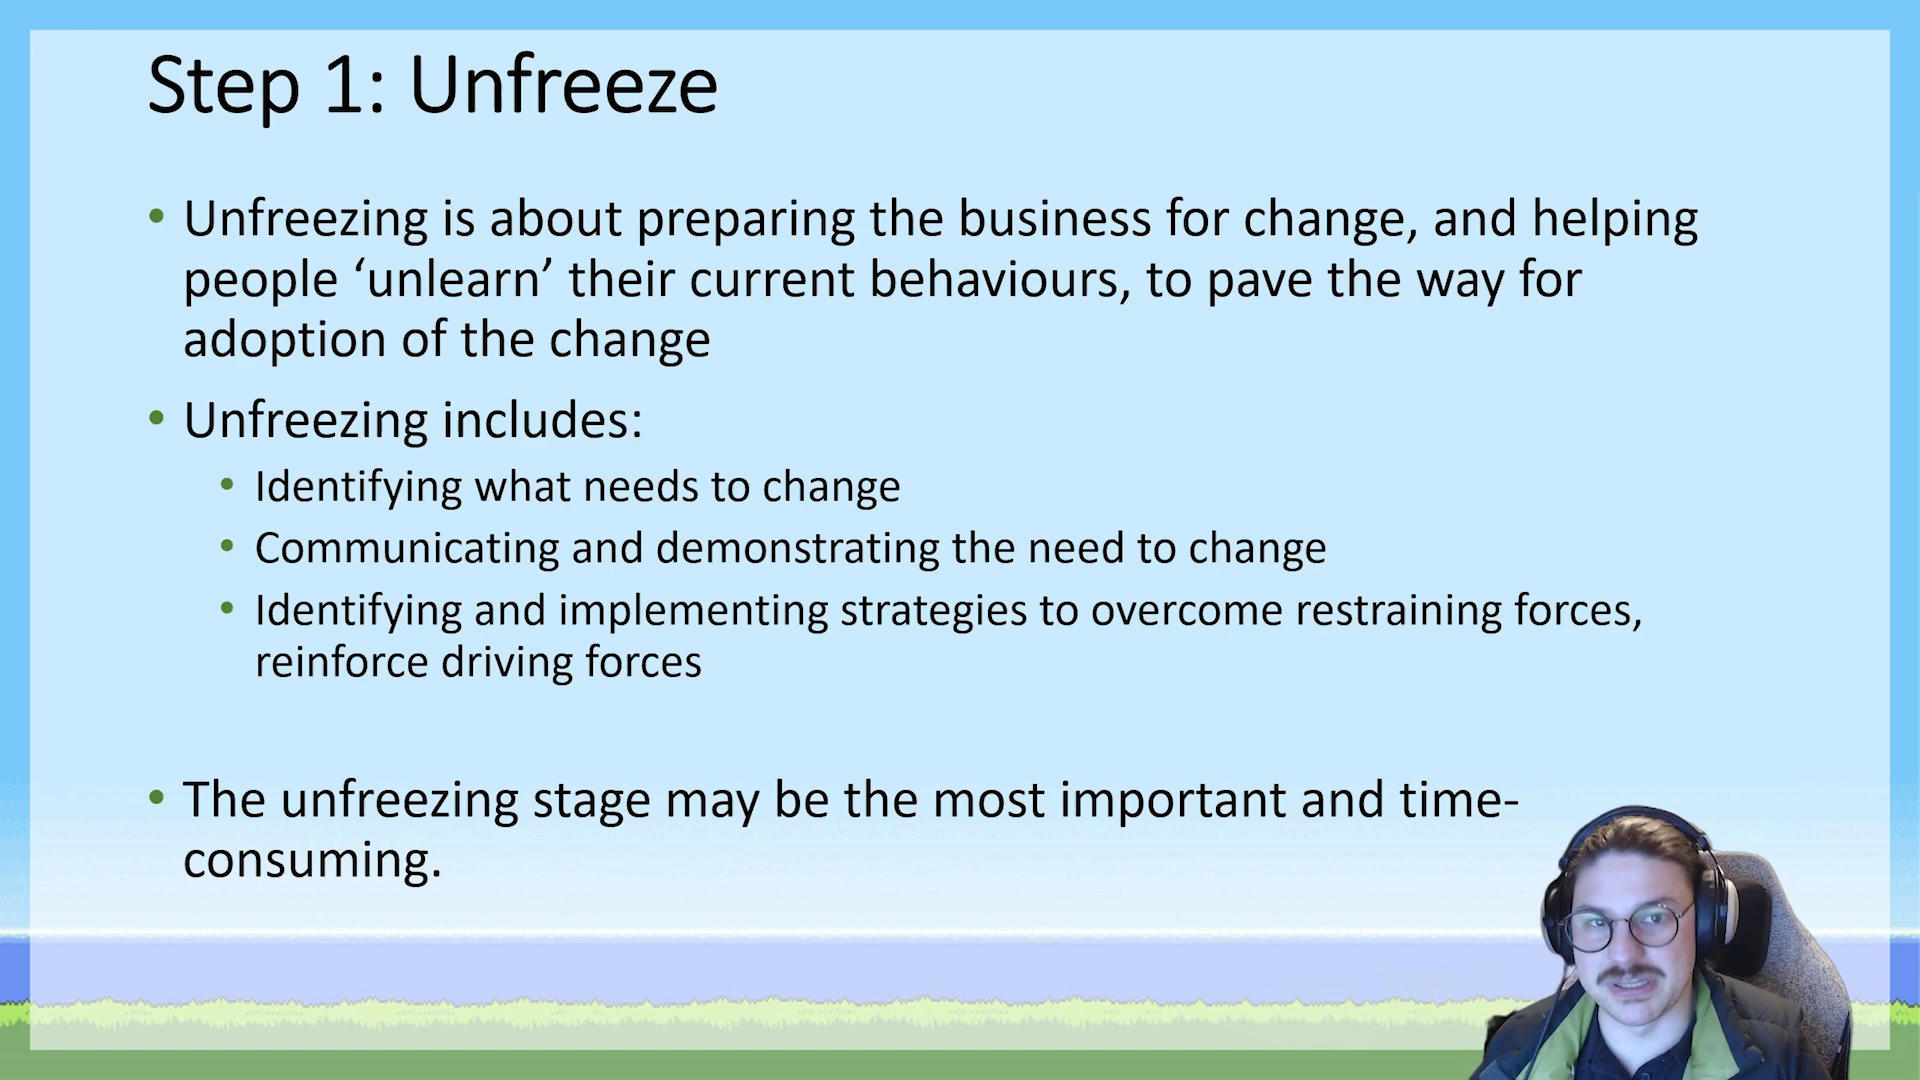 Step 1: Unfreeze
• Unfreezing is about preparing the business for change, and helping
people ‘unlearn’ their current behaviours, to pave the way for
adoption of the change
• Unfreezing includes:
• Identifying what needs to change
• Communicating and demonstrating the need to change
• Identifying and implementing strategies to overcome restraining forces,
reinforce driving forces
• The unfreezing stage may be the most important and time-
consuming.